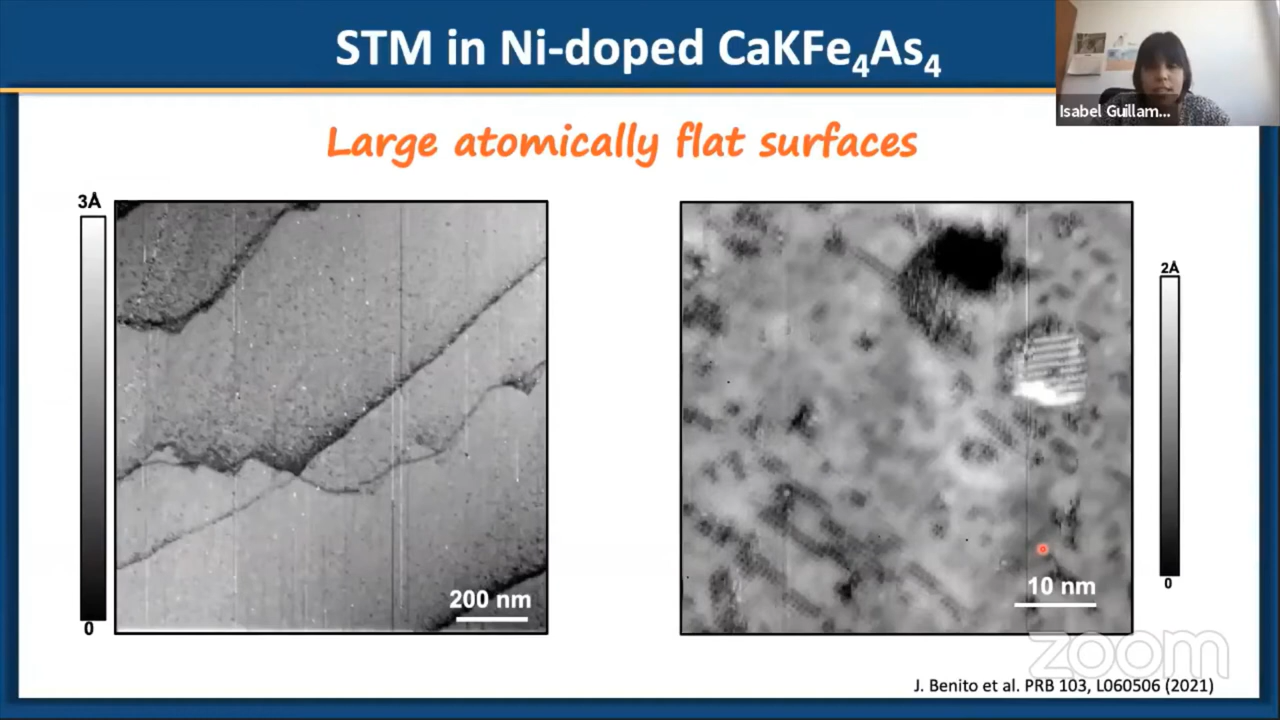 STM in Ni-doped CaKFe₄As₄
Isabel Guillam...
Large atomically flat surfaces
3Å
0
200 nm
2Å
0
10 nm
zoom
J. Benito et al. PRB 103, L060506 (2021)